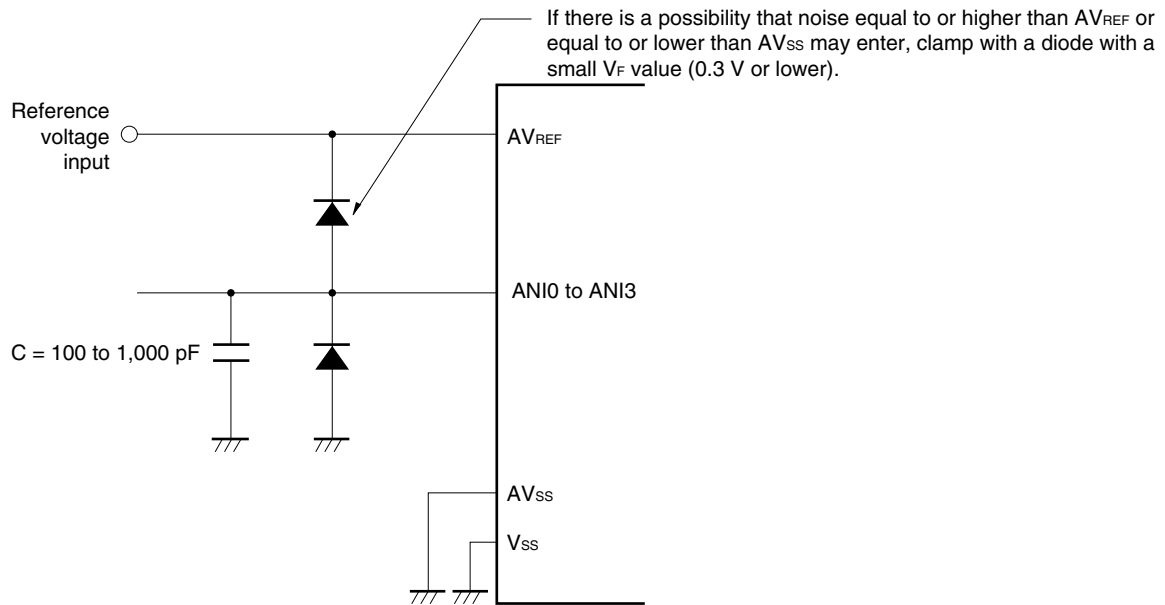 If there is a possibility that noise equal to or higher than AVREF or
equal to or lower than AVSS may enter, clamp with a diode with a
small VF value (0.3 V or lower).
Reference
voltage
input
AVREF
ANI0 to ANI3
C = 100 to 1,000 pF
AVSS
VSS